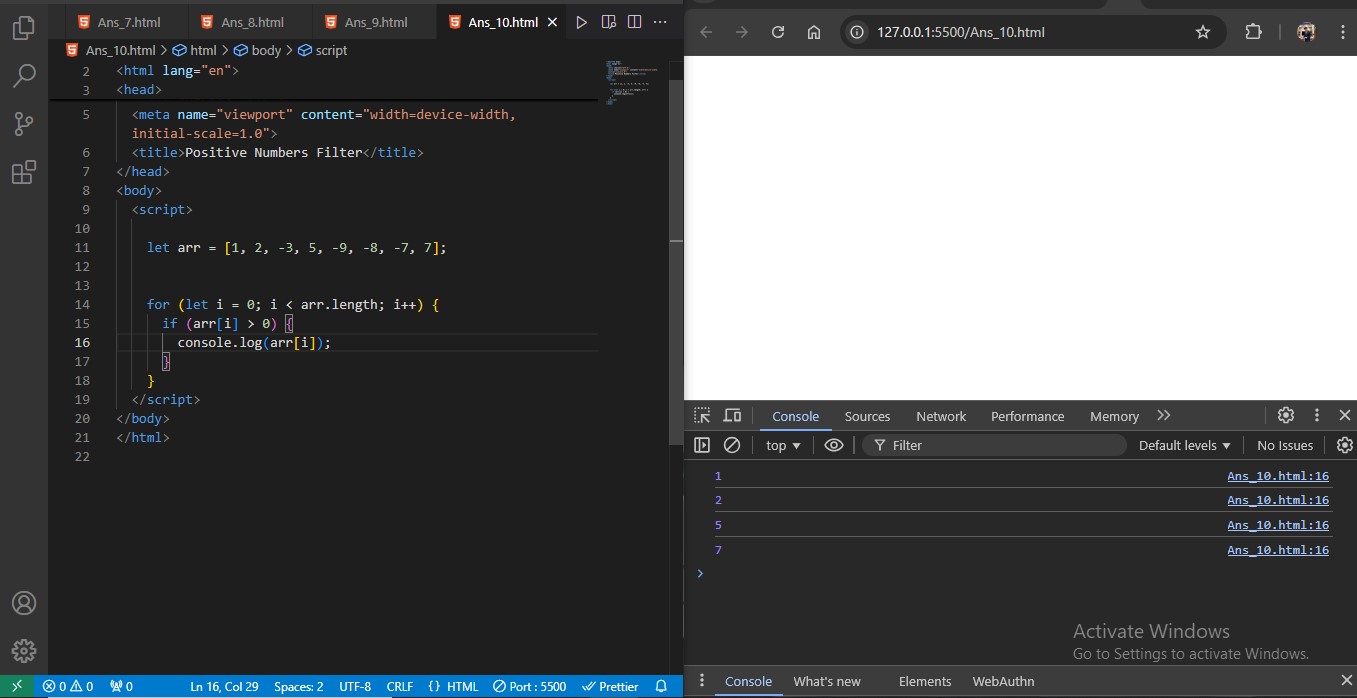 Ans_7.html Ans_8.html Ans_9.html Ans_10.html
Ans_10.html > html > body > script
2 <html lang="en">
3 <head>
5 <meta name="viewport" content="width=device-width,
initial-scale=1.0">
6 <title>Positive Numbers Filter</title>
7 </head>
8 <body>
9 <script>
10
11 let arr = [1, 2, -3, 5, -9, -8, -7, 7];
12
13
14 for (let i = 0; i < arr.length; i++) {
15 if (arr[i] > 0) {
16 console.log(arr[i]);
17 }
18 }
19 </script>
20 </body>
21 </html>
22
0 0 0 Ln 16, Col 29 Spaces: 2 UTF-8 CRLF {} HTML Port : 5500 Prettier
127.0.0.1:5500/Ans_10.html
Console Sources Network Performance Memory
top Filter Default levels No Issues
1 Ans_10.html:16
2 Ans_10.html:16
5 Ans_10.html:16
7 Ans_10.html:16
>
Activate Windows
Go to Settings to activate Windows.
Console What's new Elements WebAuthn